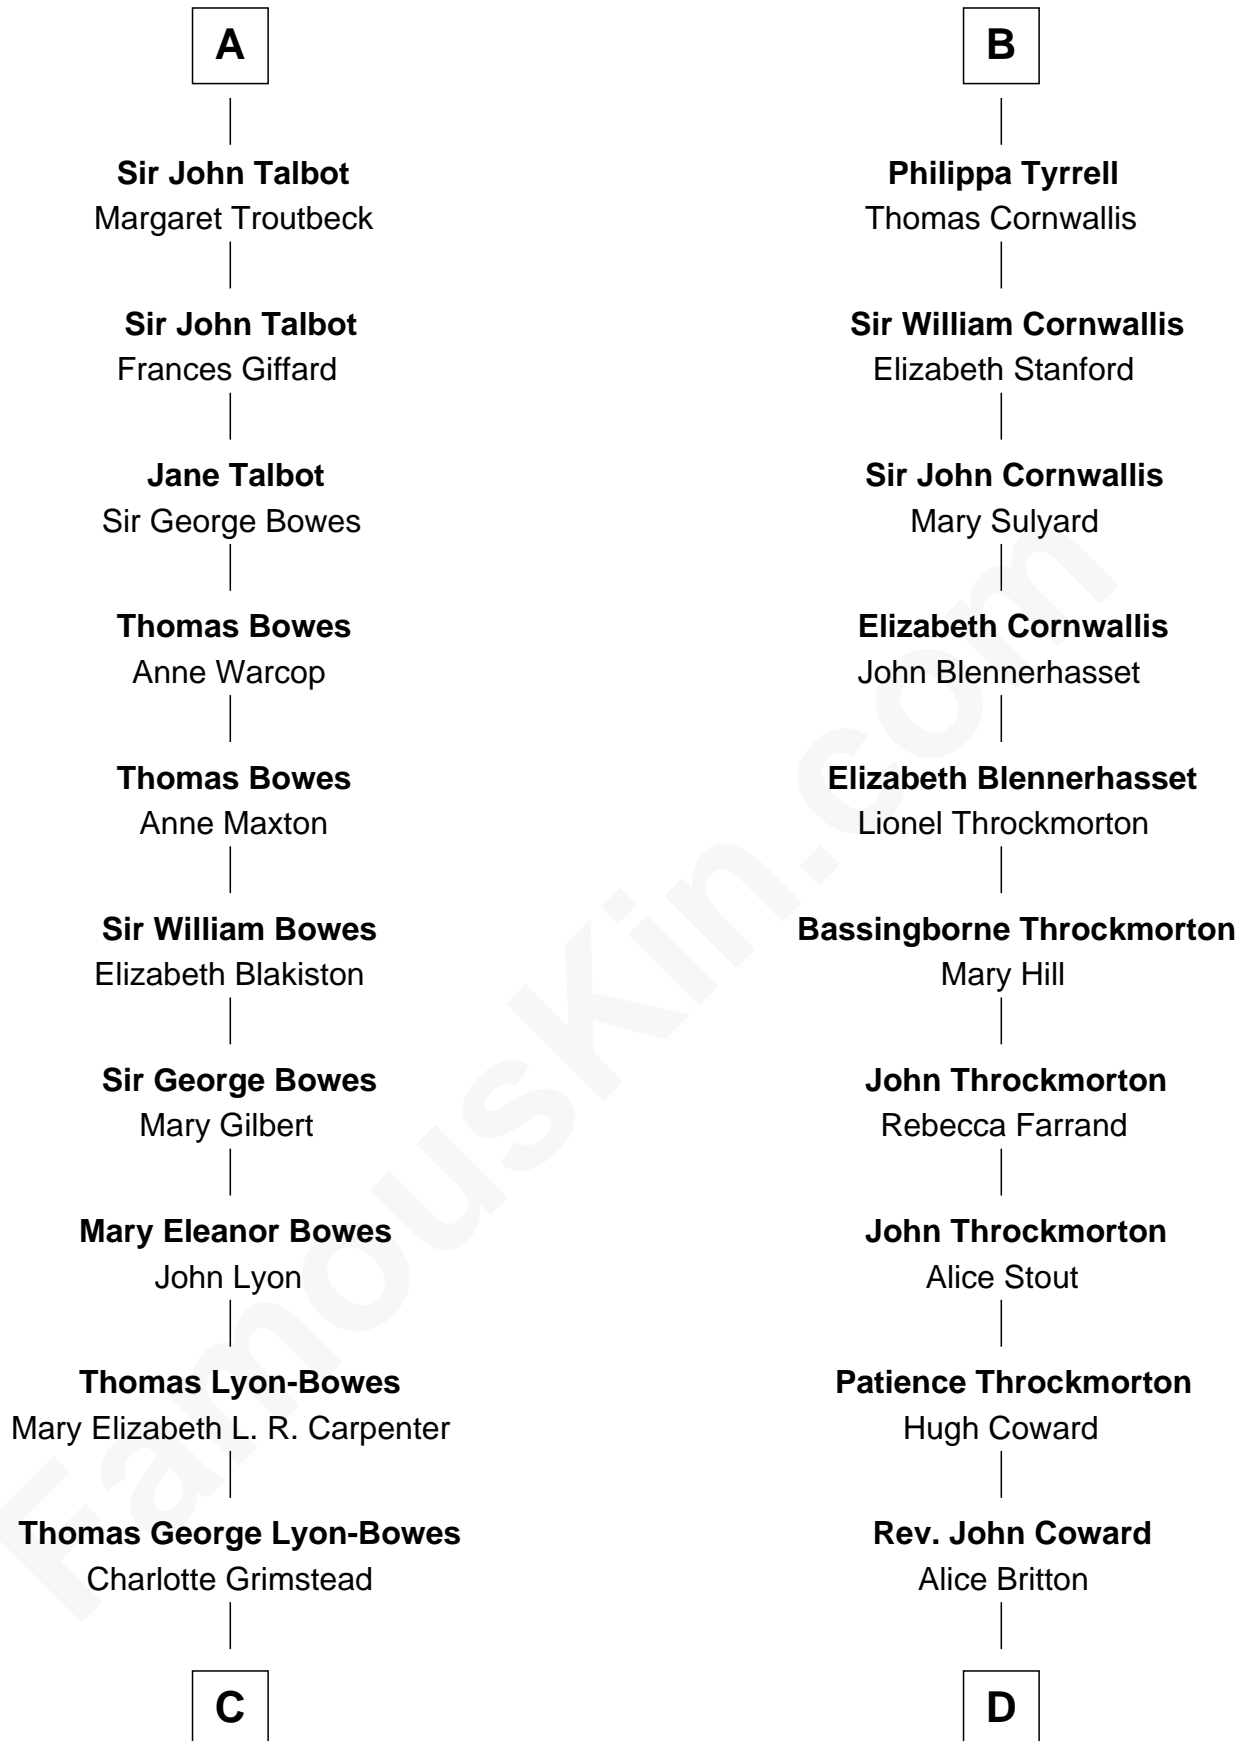 A
Sir John Talbot
Margaret Troutbeck
Sir John Talbot
Frances Giffard
Jane Talbot
Sir George Bowes
Thomas Bowes
Anne Warcop
Thomas Bowes
Anne Maxton
Sir William Bowes
Elizabeth Blakiston
Sir George Bowes
Mary Gilbert
Mary Eleanor Bowes
John Lyon
Thomas Lyon-Bowes
Mary Elizabeth L. R. Carpenter
Thomas George Lyon-Bowes
Charlotte Grimstead
C
B
Philippa Tyrrell
Thomas Cornwallis
Sir William Cornwallis
Elizabeth Stanford
Sir John Cornwallis
Mary Sulyard
Elizabeth Cornwallis
John Blennerhasset
Elizabeth Blennerhasset
Lionel Throckmorton
Bassingborne Throckmorton
Mary Hill
John Throckmorton
Rebecca Farrand
John Throckmorton
Alice Stout
Patience Throckmorton
Hugh Coward
Rev. John Coward
Alice Britton
D
FamousKin.com